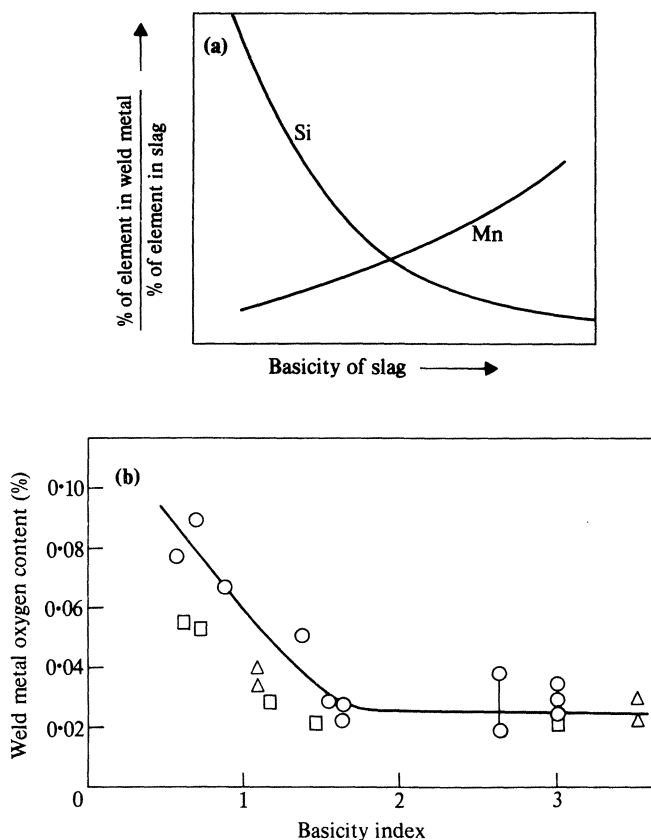 (a)
Si
Mn
% of element in weld metal
% of element in slag
Basicity of slag
(b)
0·10
0·08
0·06
0·04
0·02
0
1
2
3
Weld metal oxygen content (%)
Basicity index